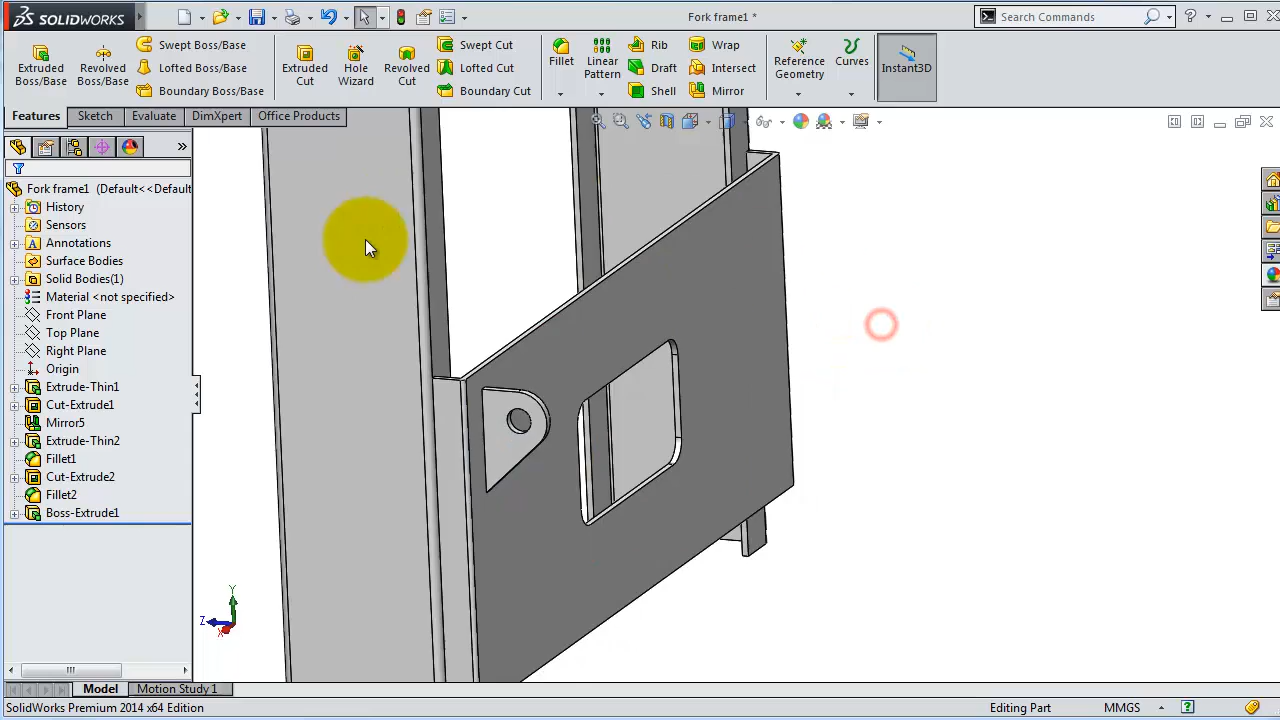 SOLIDWORKS
Fork frame1 *
Search Commands
Extruded Boss/Base
Revolved Boss/Base
Swept Boss/Base
Lofted Boss/Base
Boundary Boss/Base
Extruded Cut
Hole Wizard
Revolved Cut
Swept Cut
Lofted Cut
Boundary Cut
Fillet
Linear Pattern
Rib
Draft
Shell
Wrap
Intersect
Mirror
Reference Geometry
Curves
Instant3D
Features
Sketch
Evaluate
DimXpert
Office Products
Fork frame1 (Default<<Default
History
Sensors
Annotations
Surface Bodies
Solid Bodies(1)
Material <not specified>
Front Plane
Top Plane
Right Plane
Origin
Extrude-Thin1
Cut-Extrude1
Mirror5
Extrude-Thin2
Fillet1
Cut-Extrude2
Fillet2
Boss-Extrude1
Y
Z
X
Model
Motion Study 1
SolidWorks Premium 2014 x64 Edition
Editing Part
MMGS